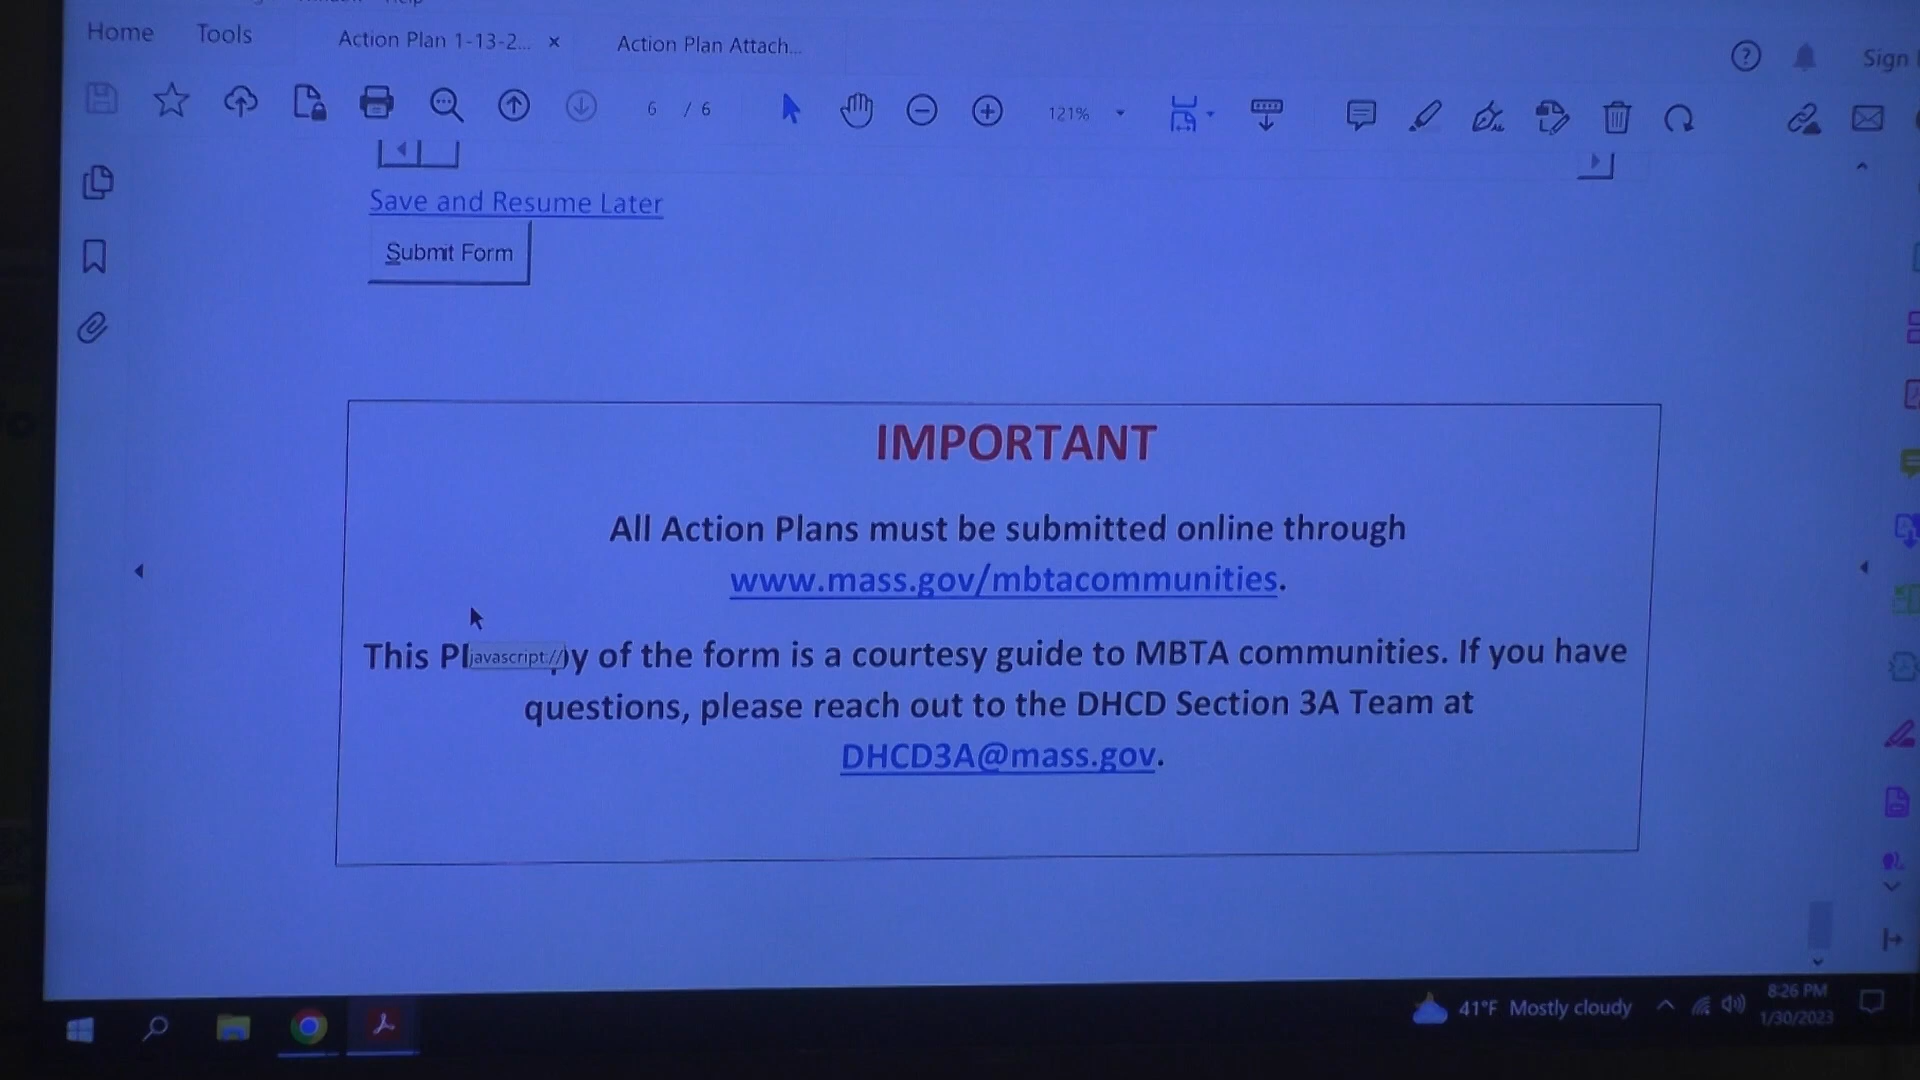 Home Tools Action Plan 1-13-2... × Action Plan Attach... Sign
6 / 6 121%
Save and Resume Later
Submit Form
IMPORTANT
All Action Plans must be submitted online through
www.mass.gov/mbtacommunities.
This Pl javascript:// y of the form is a courtesy guide to MBTA communities. If you have
questions, please reach out to the DHCD Section 3A Team at
DHCD3A@mass.gov.
41°F Mostly cloudy
8:26 PM
1/30/2023